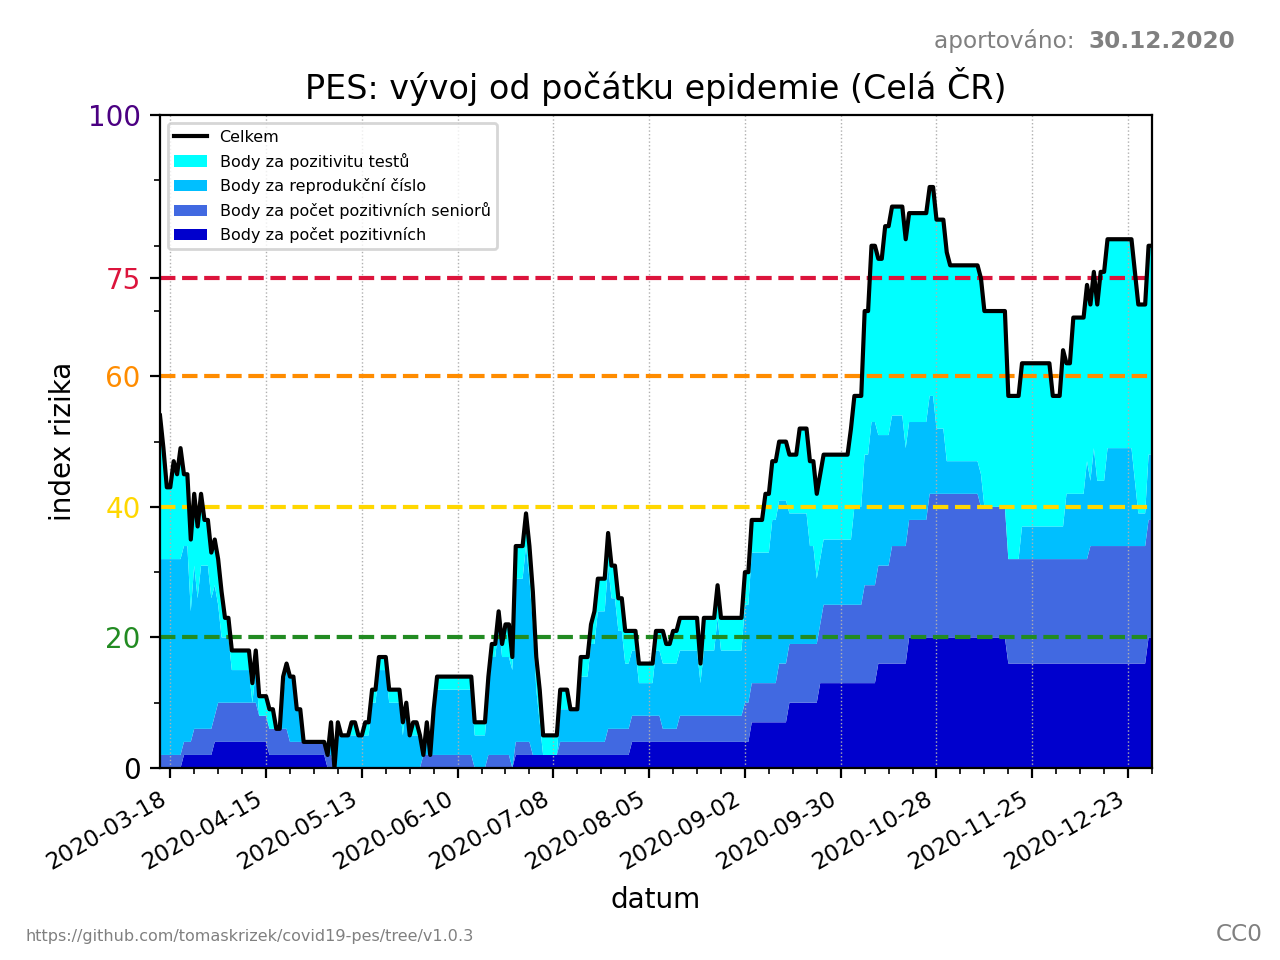 aportováno: 30.12.2020
PES: vývoj od počátku epidemie (Celá ČR)
100
75
60
40
20
0
index rizika
Celkem
Body za pozitivitu testů
Body za reprodukční číslo
Body za počet pozitivních seniorů
Body za počet pozitivních
2020-03-18
2020-04-15
2020-05-13
2020-06-10
2020-07-08
2020-08-05
2020-09-02
2020-09-30
2020-10-28
2020-11-25
2020-12-23
datum
https://github.com/tomaskrizek/covid19-pes/tree/v1.0.3
CC0